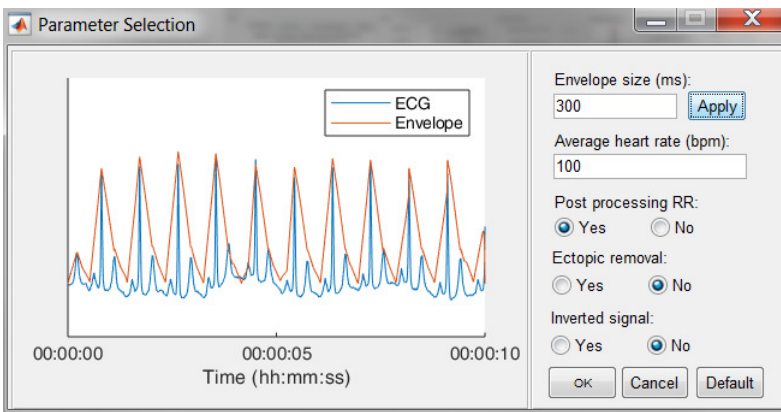 Parameter Selection
ECG
Envelope
00:00:00
00:00:05
00:00:10
Time (hh:mm:ss)
Envelope size (ms):
300
Apply
Average heart rate (bpm):
100
Post processing RR:
Yes
No
Ectopic removal:
Yes
No
Inverted signal:
Yes
No
OK
Cancel
Default